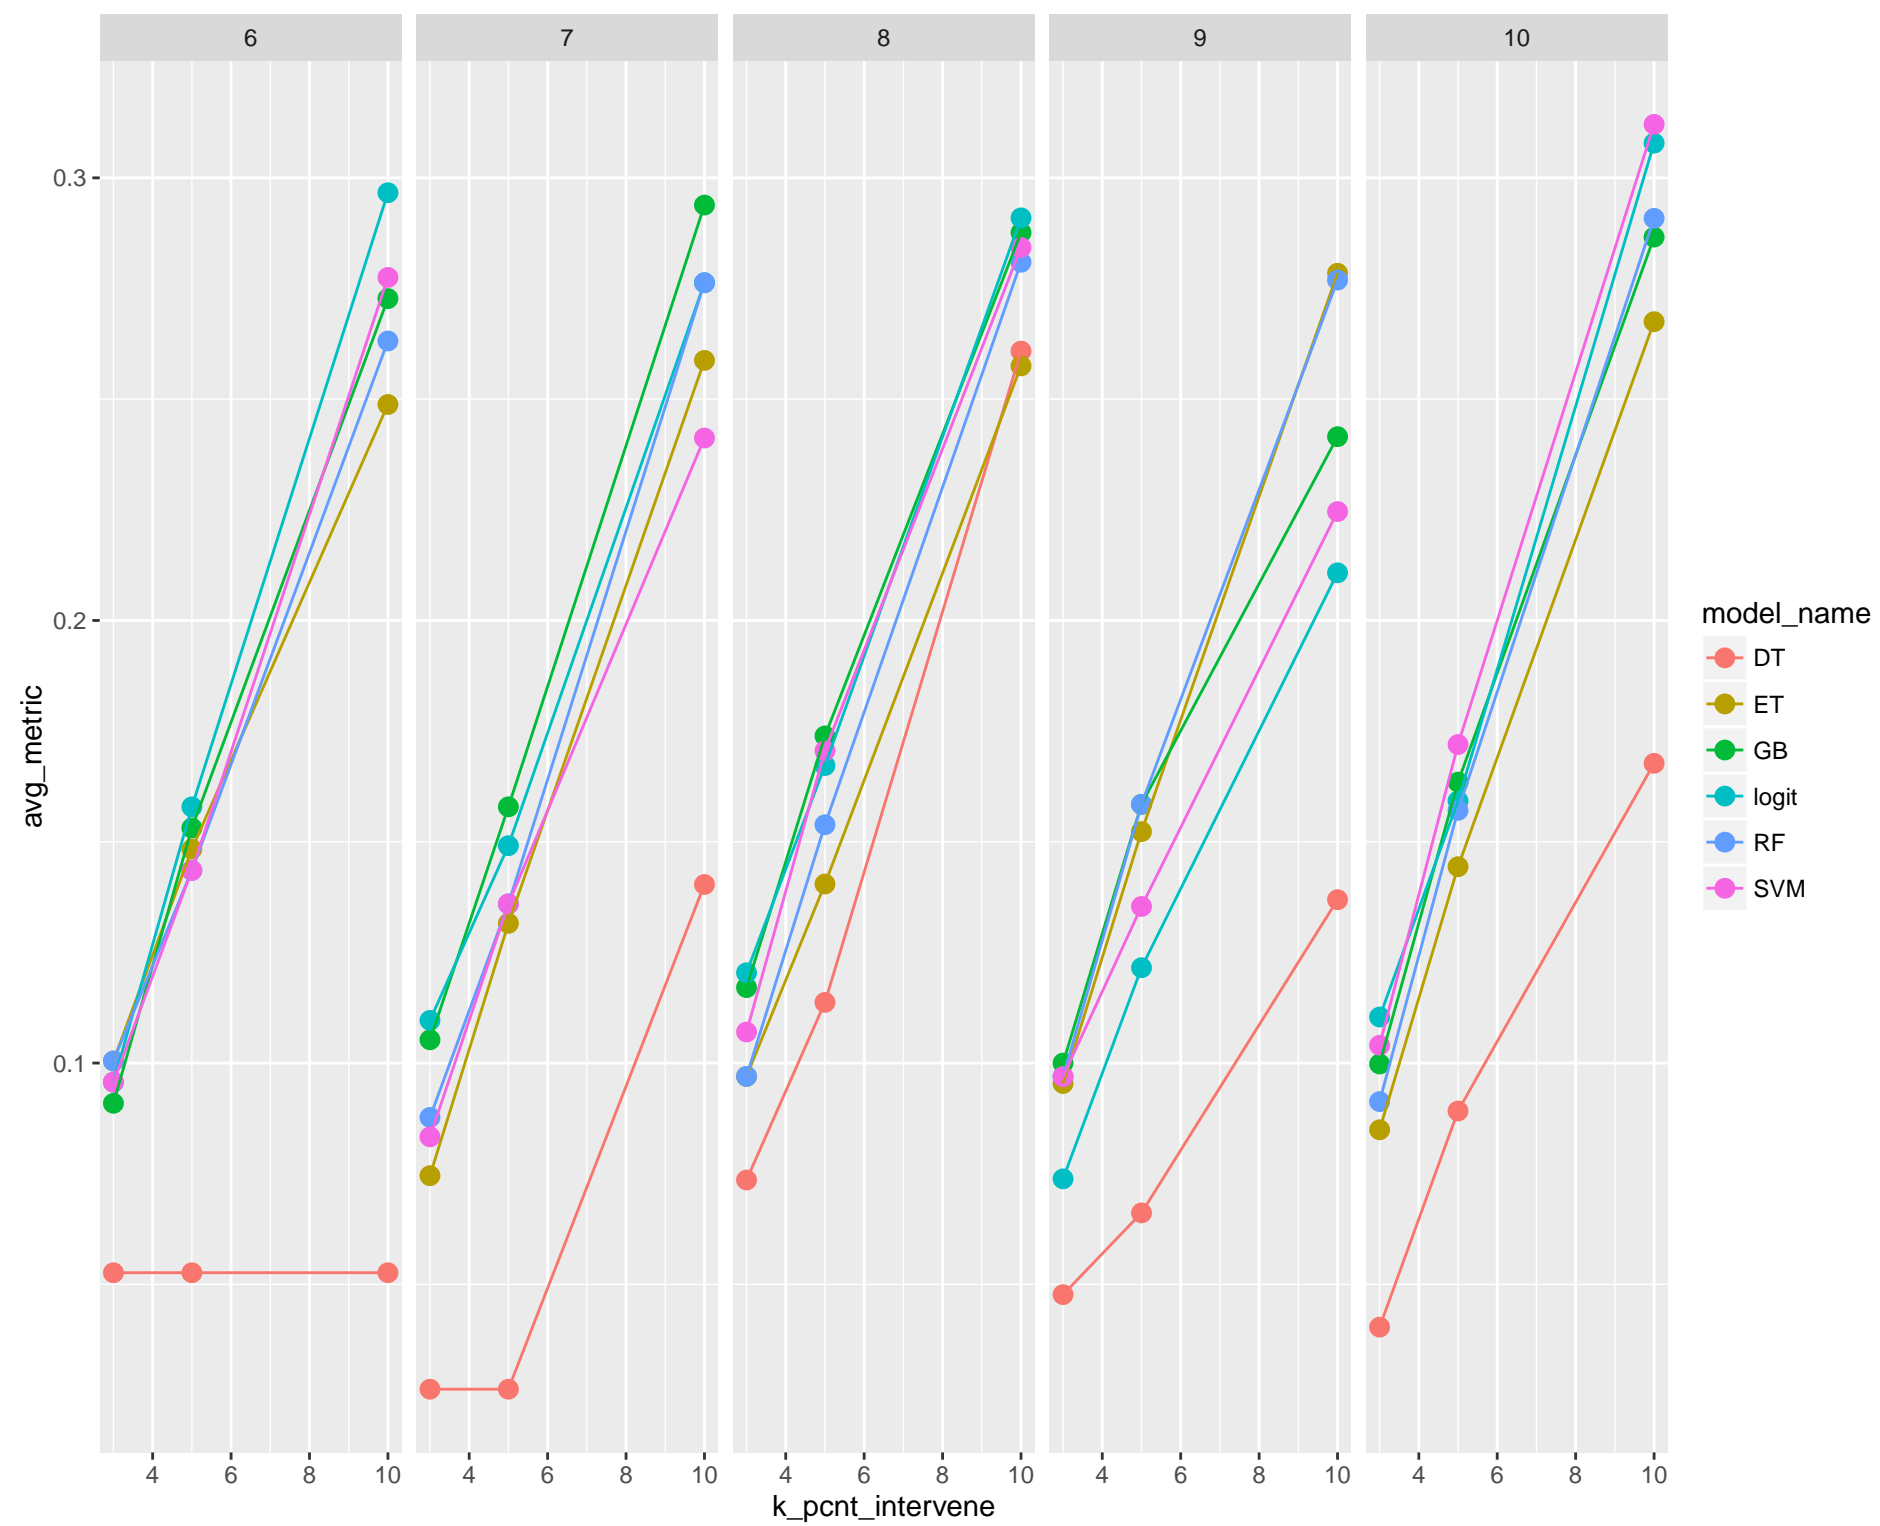 6 7 8 9 10
0.3
0.2
0.1
avg_metric
4 6 8 10 4 6 8 10 4 6 8 10 4 6 8 10 4 6 8 10
k_pcnt_intervene
model_name
DT
ET
GB
logit
RF
SVM